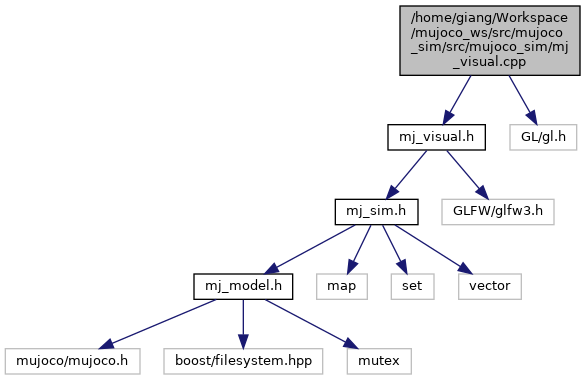 /home/giang/Workspace
/mujoco_ws/src/mujoco
_sim/src/mujoco_sim/mj
_visual.cpp
mj_visual.h
GL/gl.h
mj_sim.h
GLFW/glfw3.h
mj_model.h
map
set
vector
mujoco/mujoco.h
boost/filesystem.hpp
mutex